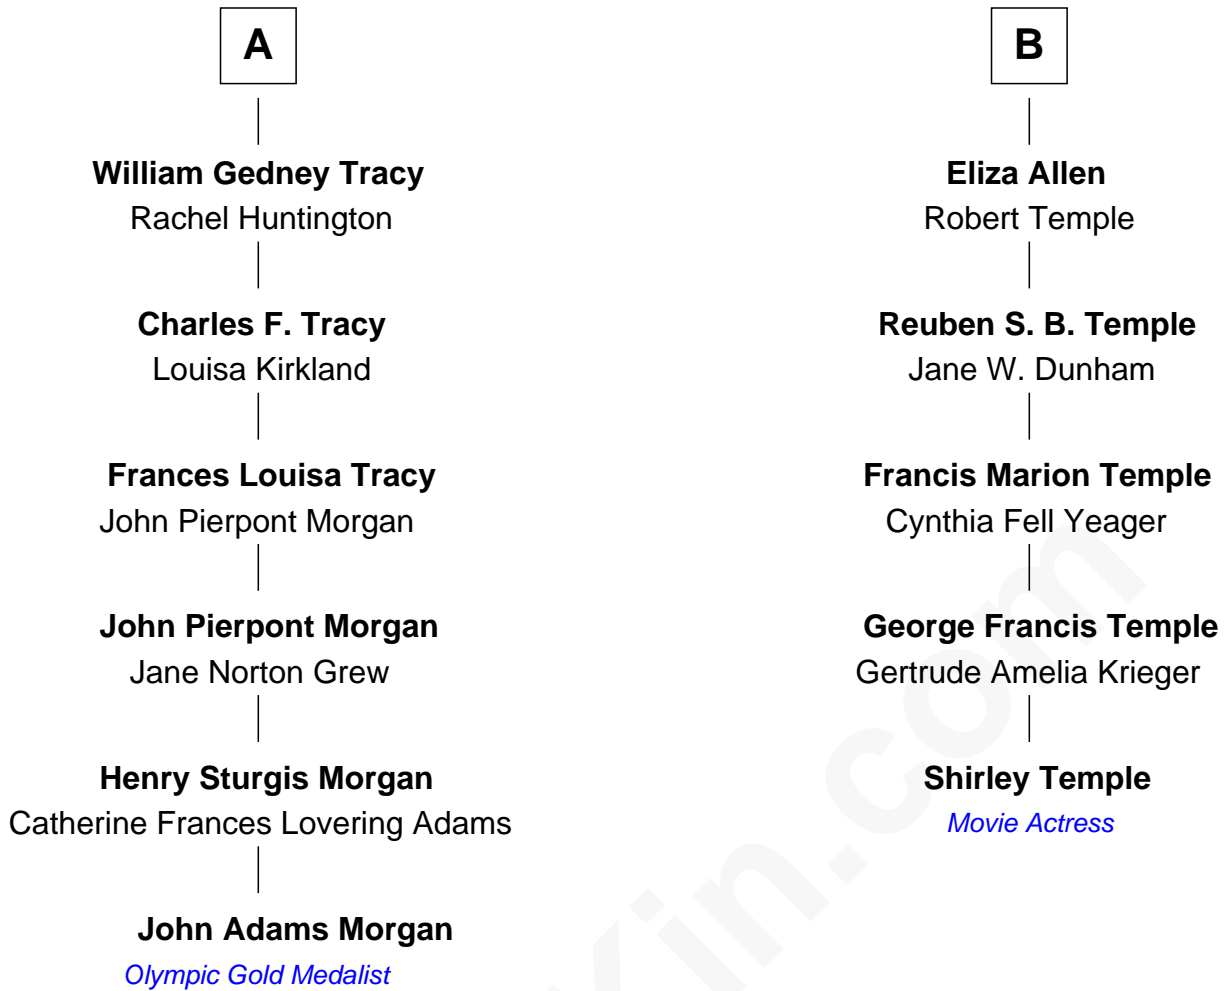 A
William Gedney Tracy
Rachel Huntington
Charles F. Tracy
Louisa Kirkland
Frances Louisa Tracy
John Pierpont Morgan
John Pierpont Morgan
Jane Norton Grew
Henry Sturgis Morgan
Catherine Frances Lovering Adams
John Adams Morgan
Olympic Gold Medalist
B
Eliza Allen
Robert Temple
Reuben S. B. Temple
Jane W. Dunham
Francis Marion Temple
Cynthia Fell Yeager
George Francis Temple
Gertrude Amelia Krieger
Shirley Temple
Movie Actress
Kin.com